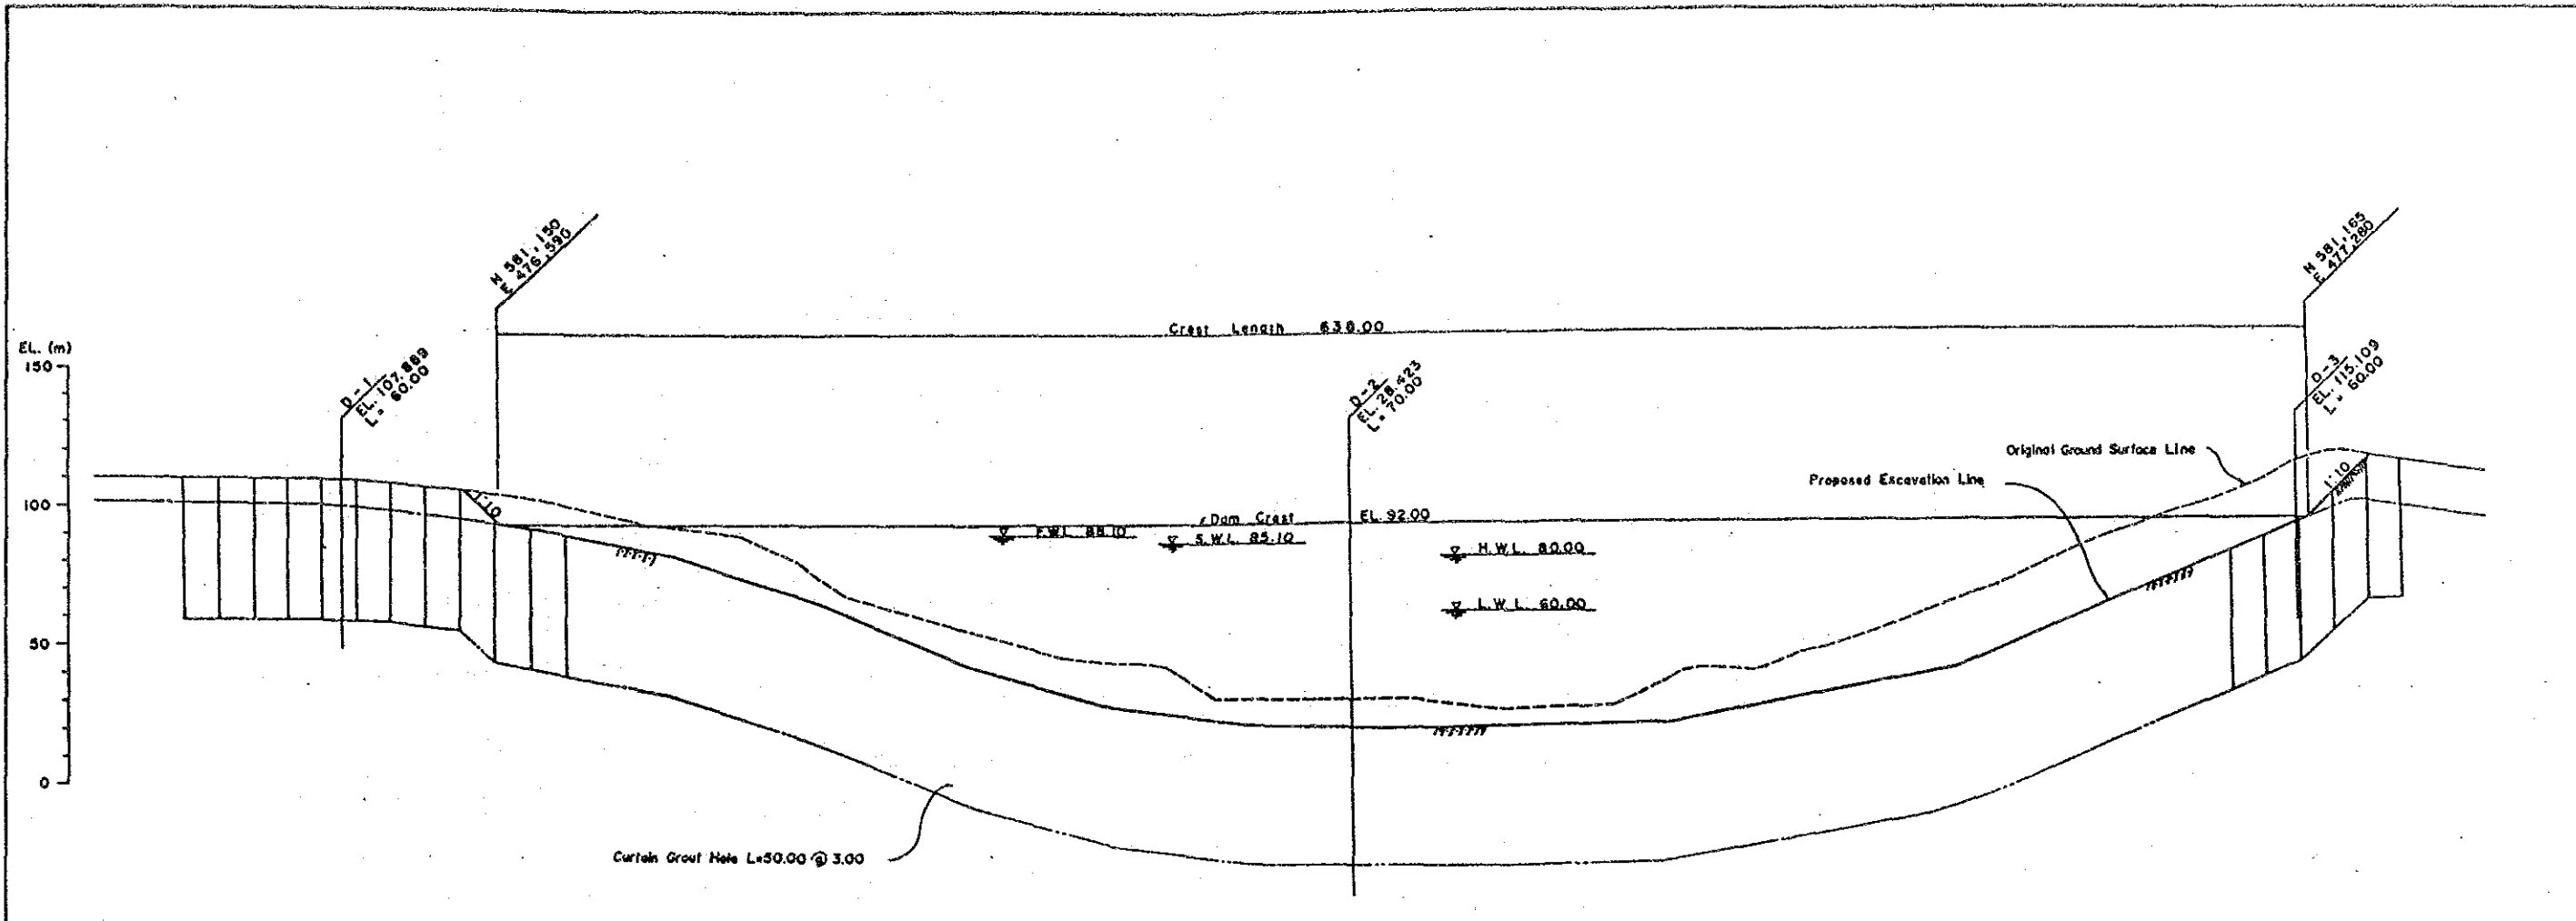 N 581,150
E 476,590
N 581,165
E 477,280
Crest Length 638.00
EL. (m)
150
100
50
0
D-1
EL. 107.889
L= 60.00
D-2
EL. 28.423
L= 70.00
D-3
EL. 115.109
L= 60.00
Original Ground Surface Line
Proposed Excavation Line
1:10
1:10
Dam Crest EL. 92.00
F.W.L. 88.10
S.W.L. 85.10
H.W.L. 80.00
L.W.L. 60.00
Curtain Grout Hole L=50.00 @ 3.00